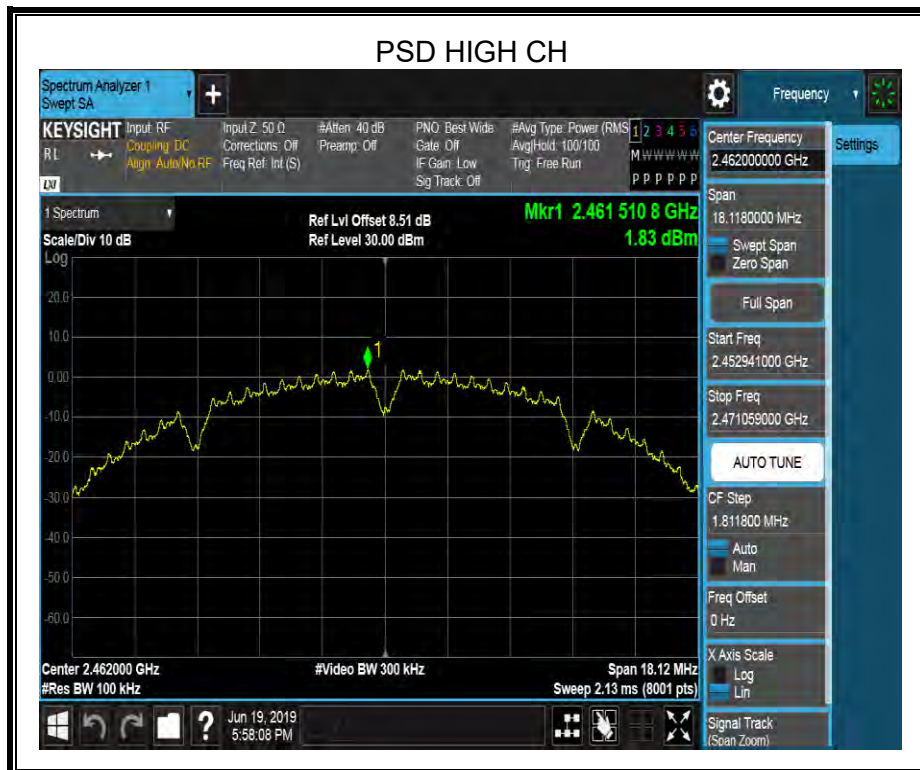 PSD HIGH CH
Spectrum Analyzer 1
Swept SA
+
Frequency
KEYSIGHT
RL
LXI
Input: RF
Coupling: DC
Align: Auto/No RF
Input Z: 50 Ω
Corrections: Off
Freq Ref: Int (S)
#Atten: 40 dB
Preamp: Off
PNO: Best Wide
Gate: Off
IF Gain: Low
Sig Track: Off
#Avg Type: Power (RMS
Avg|Hold: 100/100
Trig: Free Run
1 2 3 4 5 6
M W W W W W
P P P P P P
1 Spectrum
Scale/Div 10 dB
Log
Ref Lvl Offset 8.51 dB
Ref Level 30.00 dBm
Mkr1 2.461 510 8 GHz
1.83 dBm
20.0
10.0
0.00
-10.0
-20.0
-30.0
-40.0
-50.0
-60.0
1
Center 2.462000 GHz
#Res BW 100 kHz
#Video BW 300 kHz
Span 18.12 MHz
Sweep 2.13 ms (8001 pts)
?
Jun 19, 2019
5:58:08 PM
Center Frequency
2.462000000 GHz
Settings
Span
18.1180000 MHz
Swept Span
Zero Span
Full Span
Start Freq
2.452941000 GHz
Stop Freq
2.471059000 GHz
AUTO TUNE
CF Step
1.811800 MHz
Auto
Man
Freq Offset
0 Hz
X Axis Scale
Log
Lin
Signal Track
(Span Zoom)